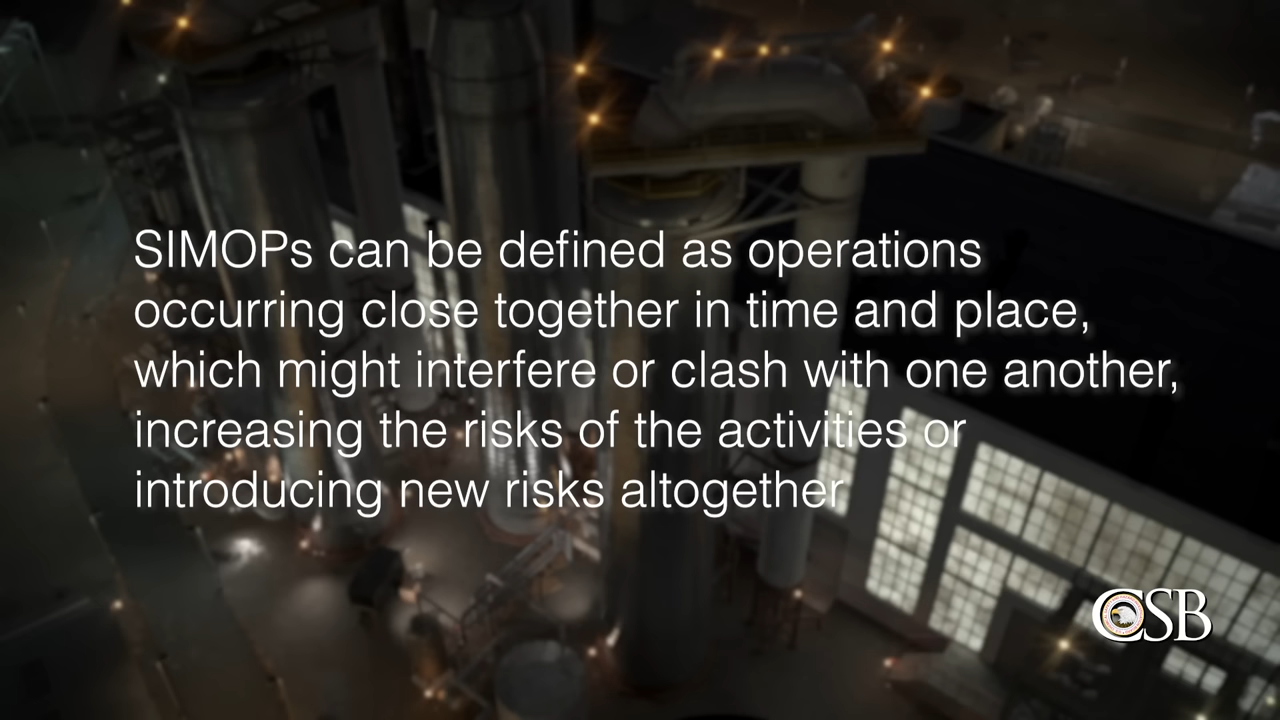 SIMOPs can be defined as operations
occurring close together in time and place,
which might interfere or clash with one another,
increasing the risks of the activities or
introducing new risks altogether
CSB